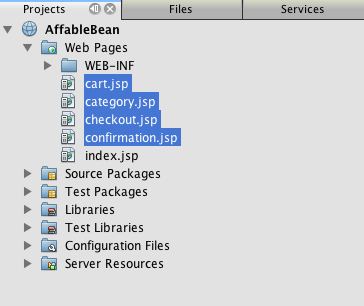 Projects Files Services
AffableBean
Web Pages
WEB-INF
cart.jsp
category.jsp
checkout.jsp
confirmation.jsp
index.jsp
Source Packages
Test Packages
Libraries
Test Libraries
Configuration Files
Server Resources